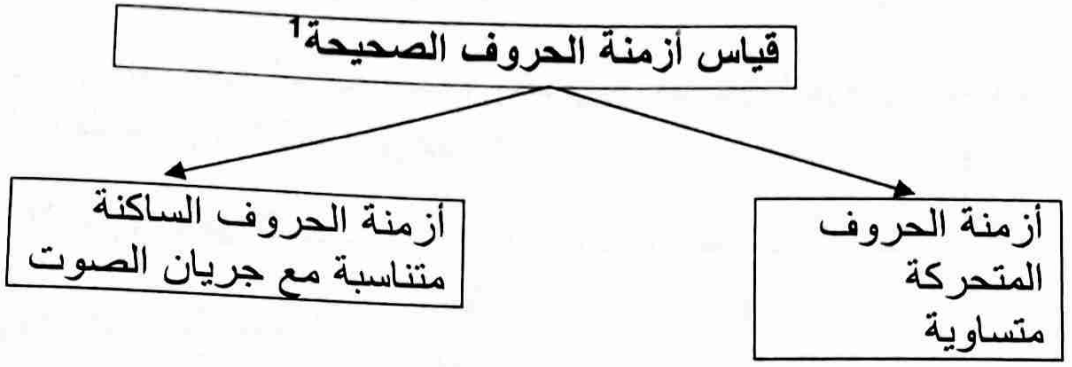 قياس أزمنة الحروف الصحيحة¹
أزمنة الحروف
المتحركة
متساوية
أزمنة الحروف الساكنة
متناسبة مع جريان الصوت